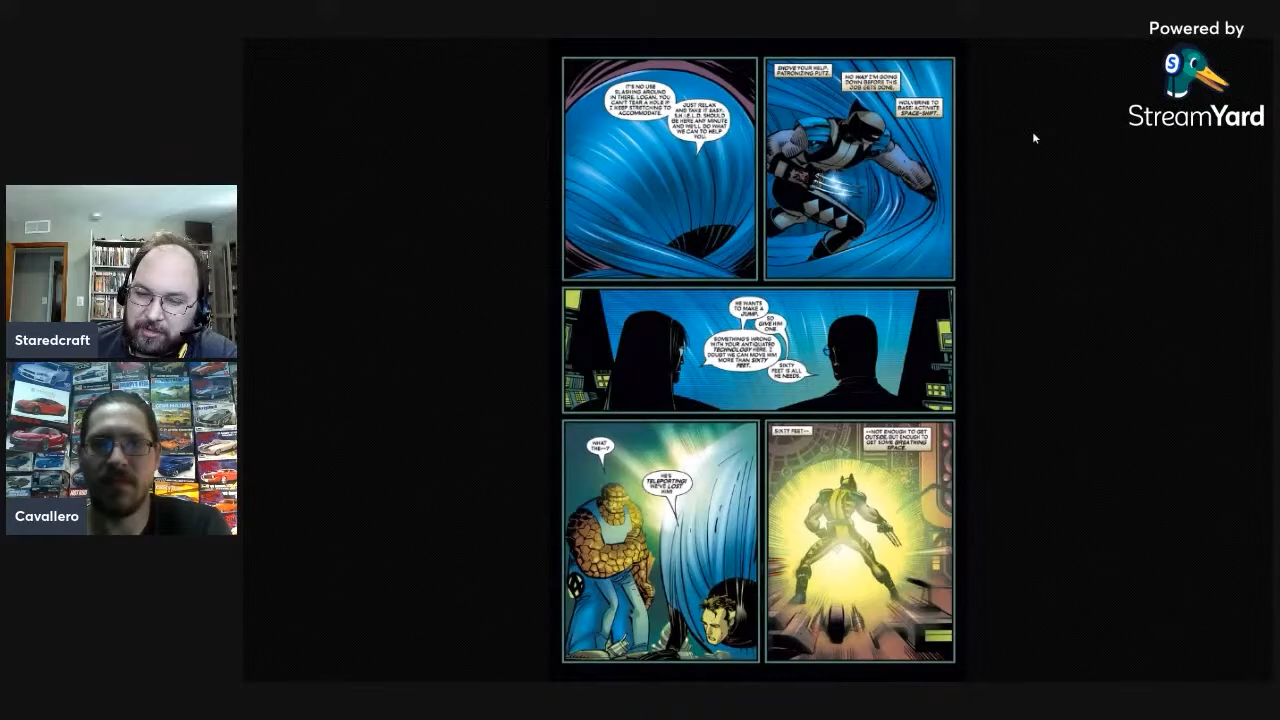 Powered by
StreamYard
Staredcraft
Cavallero
IT'S NO USE
SLASHING AROUND
IN THERE, LOGAN. YOU
CAN'T TEAR A HOLE IF
I KEEP STRETCHING TO
ACCOMMODATE.
JUST RELAX
AND TAKE IT EASY.
S.H.I.E.L.D. SHOULD
BE HERE ANY MINUTE
AND WE'LL DO WHAT
WE CAN TO HELP
YOU.
SHOVE YOUR HELP,
PATRONIZING PUTZ.
NO WAY I'M GOING
DOWN BEFORE THIS
JOB GETS DONE.
WOLVERINE TO
BASE: ACTIVATE
SPACE-SHIFT.
HE WANTS
TO MAKE A
JUMP.
SO
GIVE HIM
ONE.
SOMETHING'S WRONG
WITH YOUR ANTIQUATED
TECHNOLOGY HERE. I
DOUBT WE CAN MOVE HIM
MORE THAN SIXTY
FEET.
SIXTY
FEET IS ALL
HE NEEDS.
WHAT
THE--?
HE'S
TELEPORTING!
WE'VE LOST
HIM!
SIXTY FEET--
--NOT ENOUGH TO GET
OUTSIDE, BUT ENOUGH TO
GET SOME BREATHING
SPACE.